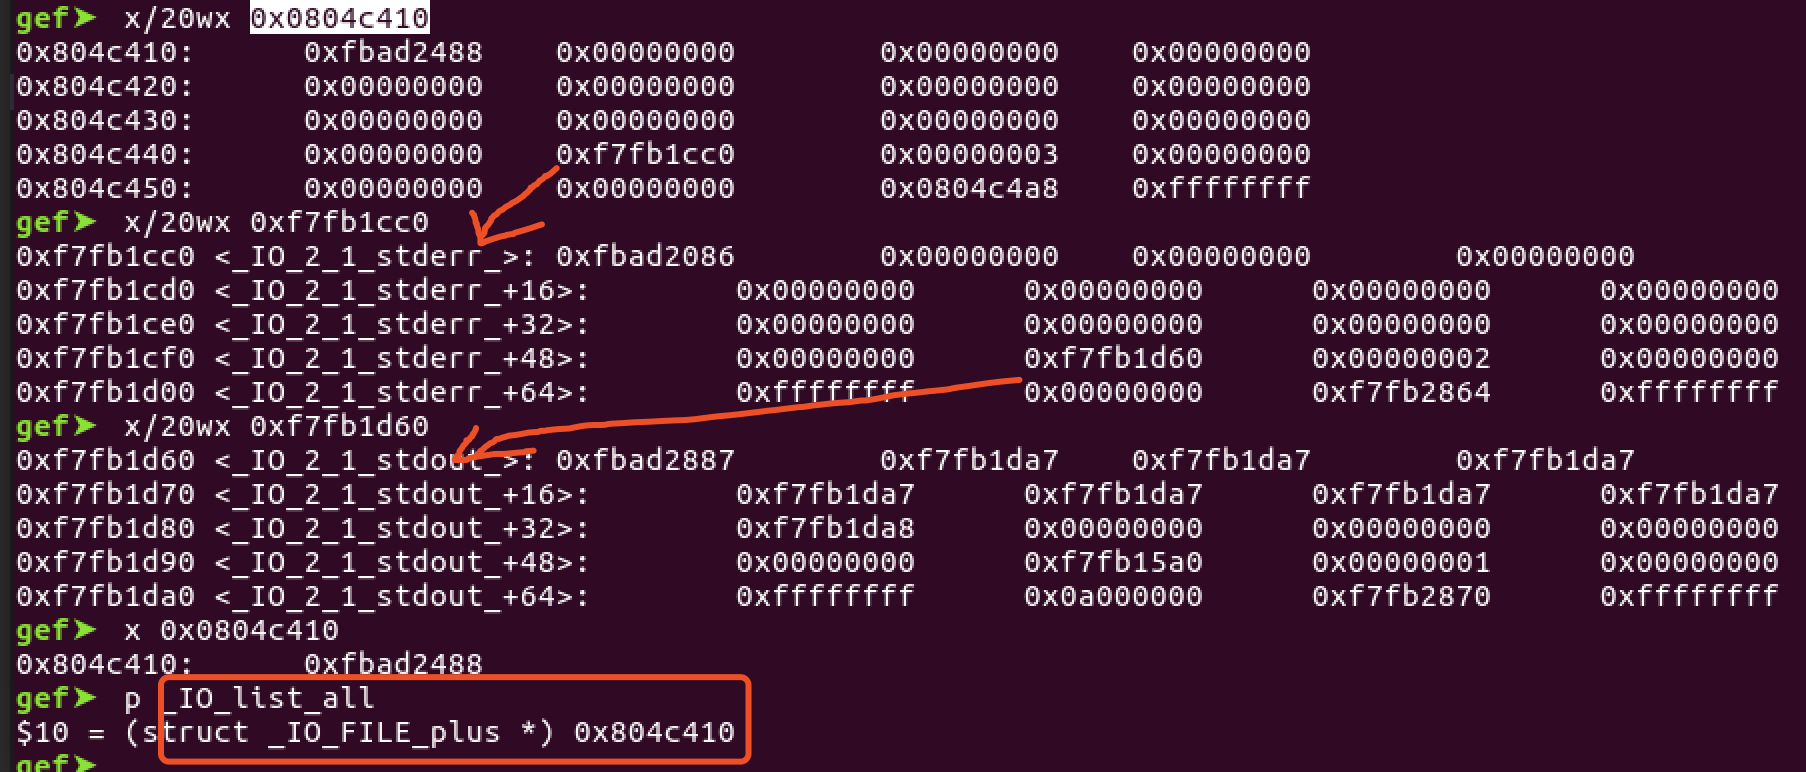 gef➤  x/20wx 0x0804c410
0x804c410:      0xfbad2488    0x00000000        0x00000000    0x00000000
0x804c420:      0x00000000    0x00000000        0x00000000    0x00000000
0x804c430:      0x00000000    0x00000000        0x00000000    0x00000000
0x804c440:      0x00000000    0xf7fb1cc0        0x00000003    0x00000000
0x804c450:      0x00000000    0x00000000        0x0804c4a8    0xffffffff
gef➤  x/20wx 0xf7fb1cc0
0xf7fb1cc0 <_IO_2_1_stderr_>: 0xfbad2086        0x00000000    0x00000000        0x00000000
0xf7fb1cd0 <_IO_2_1_stderr_+16>:        0x00000000      0x00000000      0x00000000      0x00000000
0xf7fb1ce0 <_IO_2_1_stderr_+32>:        0x00000000      0x00000000      0x00000000      0x00000000
0xf7fb1cf0 <_IO_2_1_stderr_+48>:        0x00000000      0xf7fb1d60      0x00000002      0x00000000
0xf7fb1d00 <_IO_2_1_stderr_+64>:        0xffffffff      0x00000000      0xf7fb2864      0xffffffff
gef➤  x/20wx 0xf7fb1d60
0xf7fb1d60 <_IO_2_1_stdout_>: 0xfbad2887        0xf7fb1da7    0xf7fb1da7        0xf7fb1da7
0xf7fb1d70 <_IO_2_1_stdout_+16>:        0xf7fb1da7      0xf7fb1da7      0xf7fb1da7      0xf7fb1da7
0xf7fb1d80 <_IO_2_1_stdout_+32>:        0xf7fb1da8      0x00000000      0x00000000      0x00000000
0xf7fb1d90 <_IO_2_1_stdout_+48>:        0x00000000      0xf7fb15a0      0x00000001      0x00000000
0xf7fb1da0 <_IO_2_1_stdout_+64>:        0xffffffff      0x0a000000      0xf7fb2870      0xffffffff
gef➤  x 0x0804c410
0x804c410:      0xfbad2488
gef➤  p _IO_list_all
$10 = (struct _IO_FILE_plus *) 0x804c410
gef➤